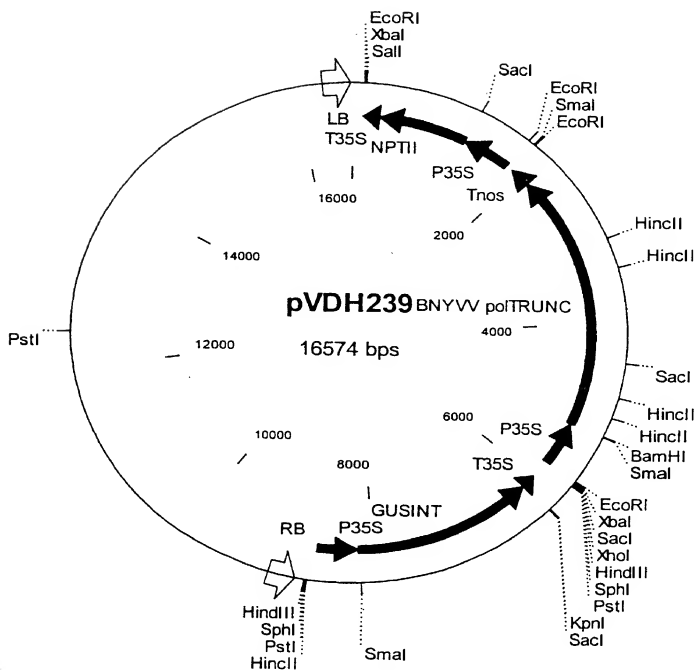 EcoRI
XbaI
SalI
SacI
EcoRI
SmaI
EcoRI
LB
T35S
NPTII
P35S
Tnos
16000
2000
14000
HincII
HincII
pVDH239 BNYVV polTRUNC
4000
PstI
12000
16574 bps
SacI
HincII
HincII
BamHI
SmaI
6000
P35S
T35S
10000
8000
EcoRI
XbaI
SacI
XhoI
HindIII
SphI
PstI
GUSINT
RB
P35S
KpnI
SacI
HindIII
SphI
PstI
HincII
SmaI